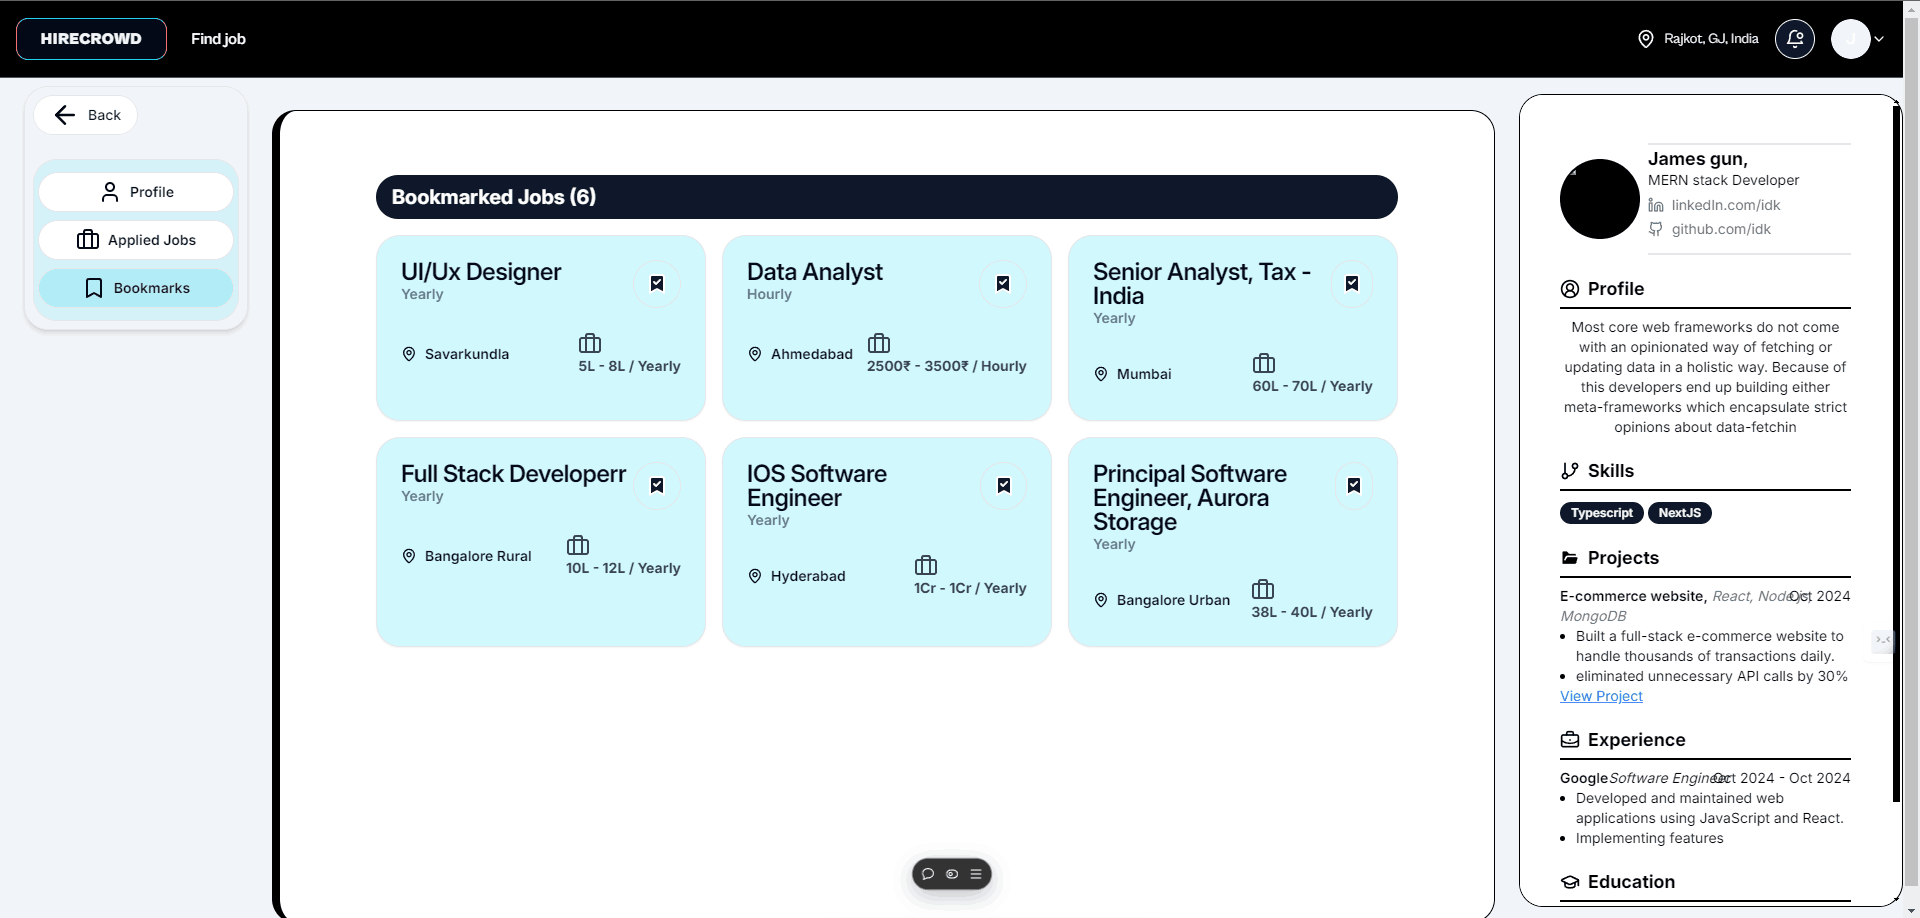 HIRECROWD
Find job
Rajkot, GJ, India
J
Back
Profile
Applied Jobs
Bookmarks
Bookmarked Jobs (6)
UI/Ux Designer
Yearly
Savarkundla
5L - 8L / Yearly
Data Analyst
Hourly
Ahmedabad
2500₹ - 3500₹ / Hourly
Senior Analyst, Tax -
India
Yearly
Mumbai
60L - 70L / Yearly
Full Stack Developerr
Yearly
Bangalore Rural
10L - 12L / Yearly
IOS Software
Engineer
Yearly
Hyderabad
1Cr - 1Cr / Yearly
Principal Software
Engineer, Aurora
Storage
Yearly
Bangalore Urban
38L - 40L / Yearly
James gun,
MERN stack Developer
linkedIn.com/idk
github.com/idk
Profile
Most core web frameworks do not come
with an opinionated way of fetching or
updating data in a holistic way. Because of
this developers end up building either
meta-frameworks which encapsulate strict
opinions about data-fetchin
Skills
Typescript
NextJS
Projects
E-commerce website, React, Node.js, Oct 2024
MongoDB
Built a full-stack e-commerce website to
handle thousands of transactions daily.
eliminated unnecessary API calls by 30%
View Project
Experience
Google Software Engineer Oct 2024 - Oct 2024
Developed and maintained web
applications using JavaScript and React.
Implementing features
Education